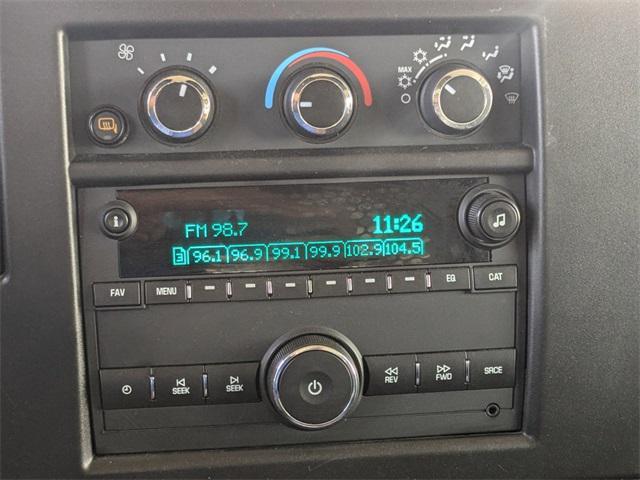 MAX
FM 98.7 11:26
3 96.1 96.9 99.1 99.9 102.9 104.5
FAV MENU EQ CAT
SEEK SEEK REV FWD SRCE